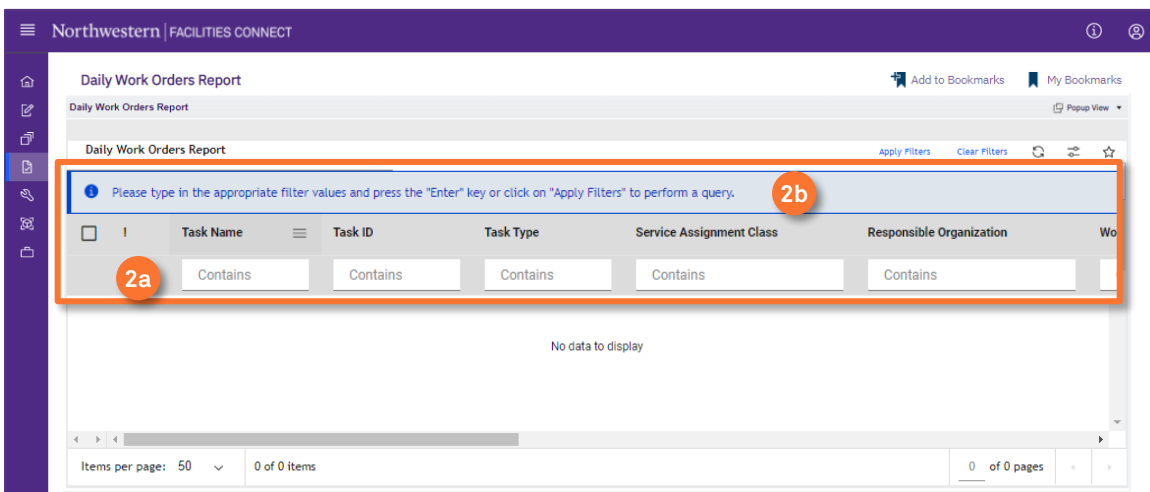 Northwestern | FACILITIES CONNECT
Daily Work Orders Report
Add to Bookmarks
My Bookmarks
Daily Work Orders Report
Popup View
Daily Work Orders Report
Apply Filters
Clear Filters
Please type in the appropriate filter values and press the "Enter" key or click on "Apply Filters" to perform a query.
2b
! Task Name Task ID Task Type Service Assignment Class Responsible Organization Wo
2a
Contains Contains Contains Contains Contains
No data to display
Items per page: 50 0 of 0 items 0 of 0 pages